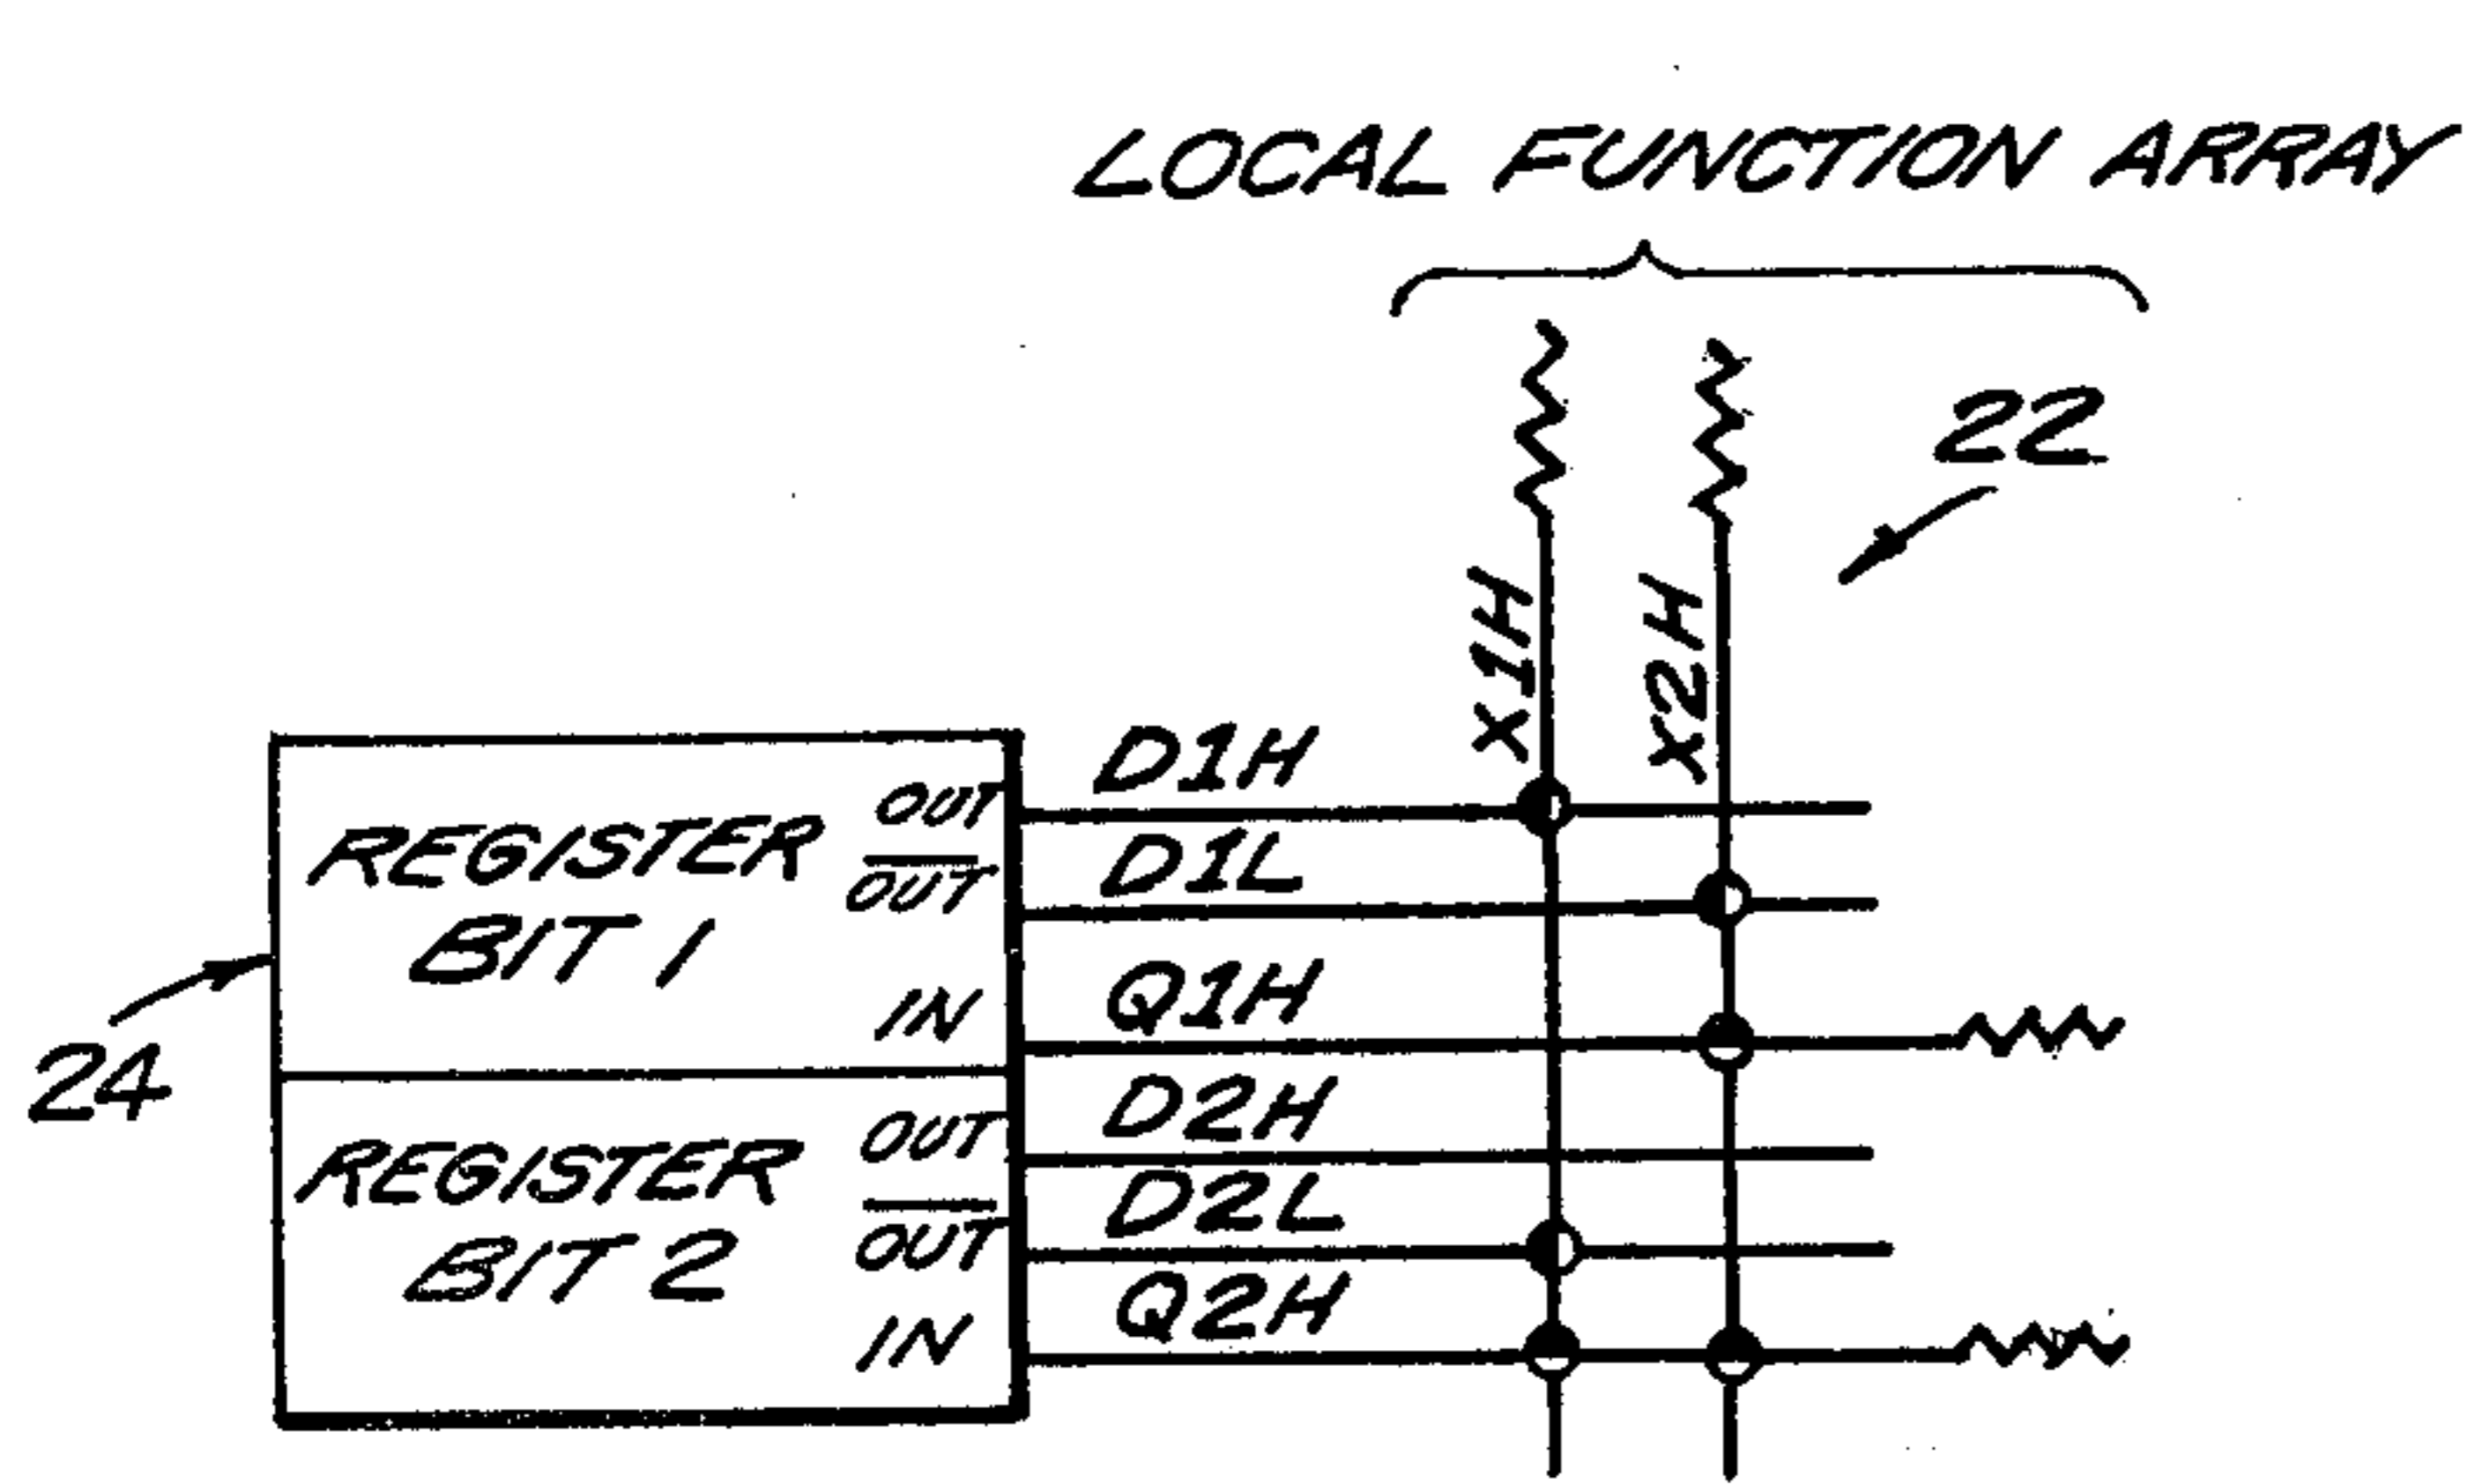 LOCAL FUNCTION ARRAY
22
X1H
X2H
REGISTER
BIT 1
OUT
D1H
OUT
D1L
IN
Q1H
24
REGISTER
BIT 2
OUT
D2H
OUT
D2L
IN
Q2H